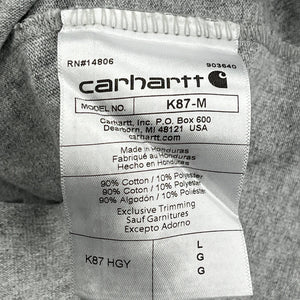 RN#14806 903640
carhartt
MODEL NO. K87-M
Carhartt, Inc. P.O. Box 600
Dearborn, MI 48121 USA
Made in Honduras
Fabriqué au Honduras
Hecho en Honduras
90% Cotton / 10% Polyester
90% Coton / 10% Polyester
90% Algodón / 10% Poliéster
Exclusive Trimming
Sauf Garnitures
Excepto Adorno
K87 HGY L
G
G